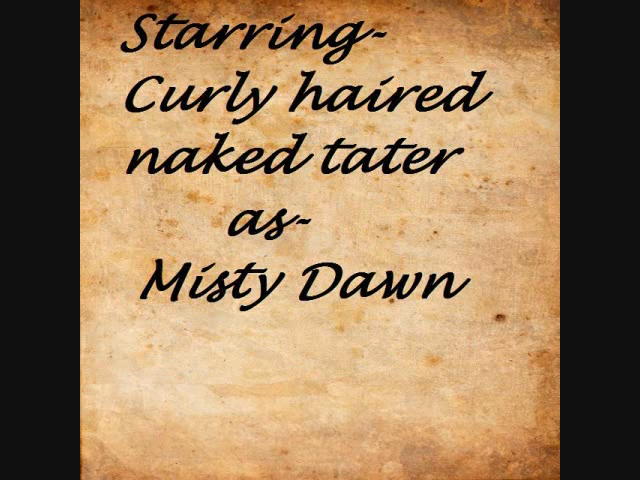 Starring-
Curly haired
naked tater
as-
Misty Dawn